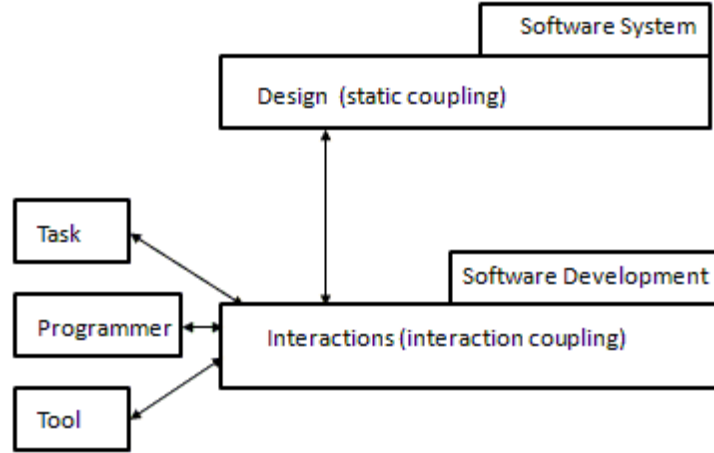 Software System
Design (static coupling)
Task
Software Development
Programmer
Interactions (interaction coupling)
Tool